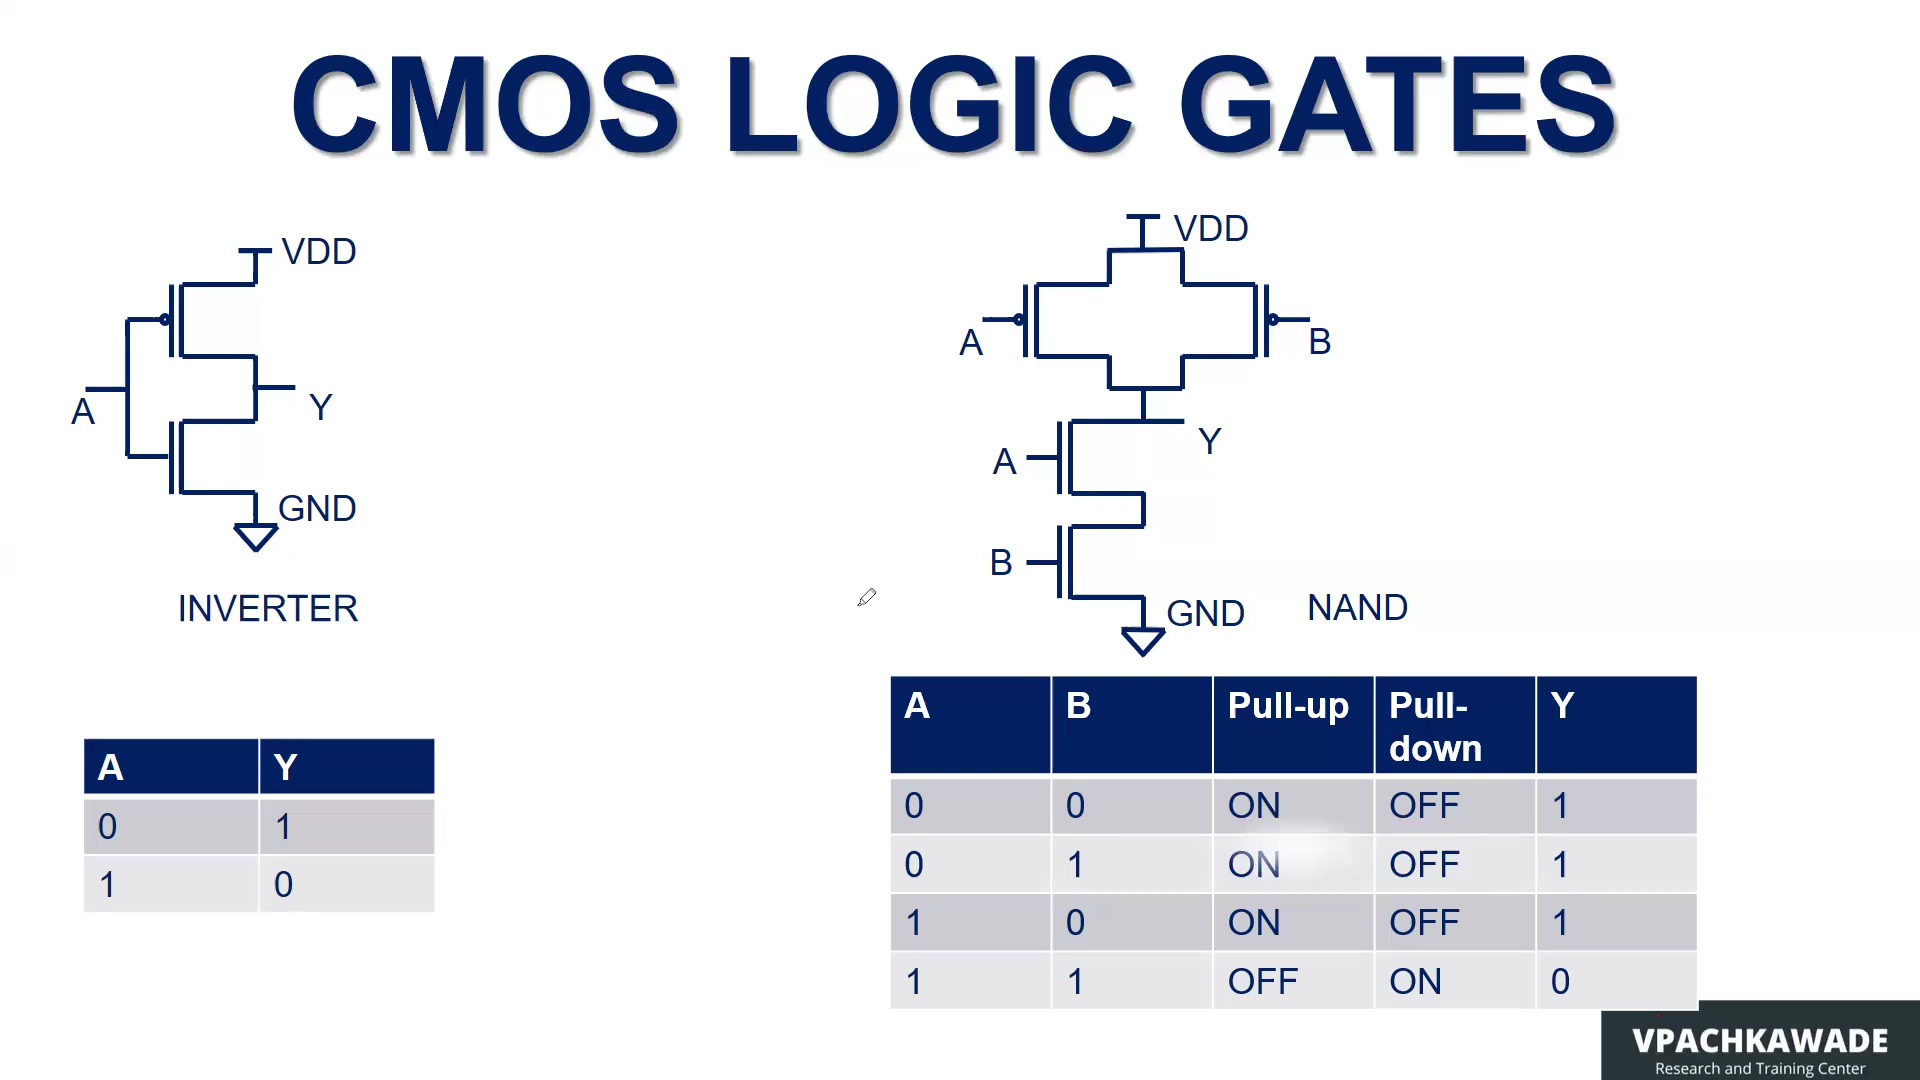 CMOS LOGIC GATES
VDD
A
Y
GND
INVERTER
A Y
0 1
1 0
VDD
A
B
Y
A
B
GND
NAND
A B Pull-up Pull-
down Y
0 0 ON OFF 1
0 1 ON OFF 1
1 0 ON OFF 1
1 1 OFF ON 0
VPACHKAWADE
Research and Training Center